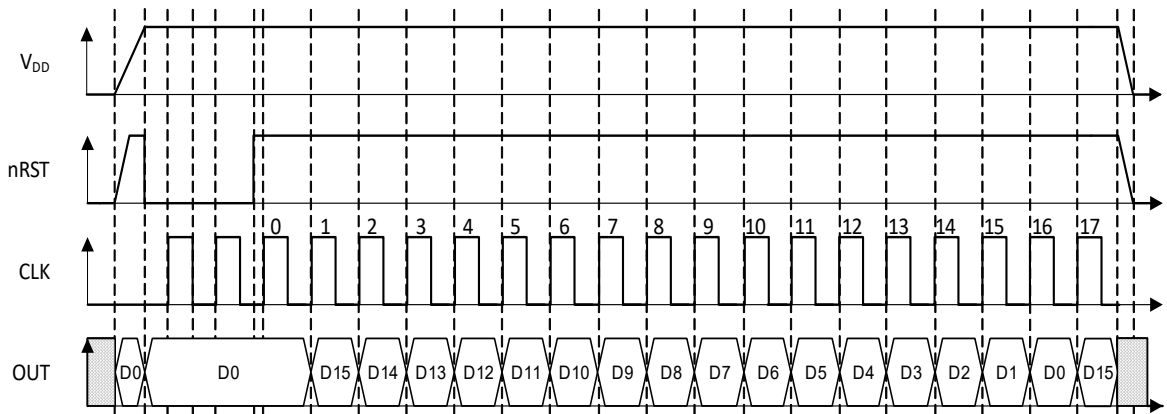 V_DD
nRST
0 1 2 3 4 5 6 7 8 9 10 11 12 13 14 15 16 17
CLK
OUT D0 D0 D15 D14 D13 D12 D11 D10 D9 D8 D7 D6 D5 D4 D3 D2 D1 D0 D15